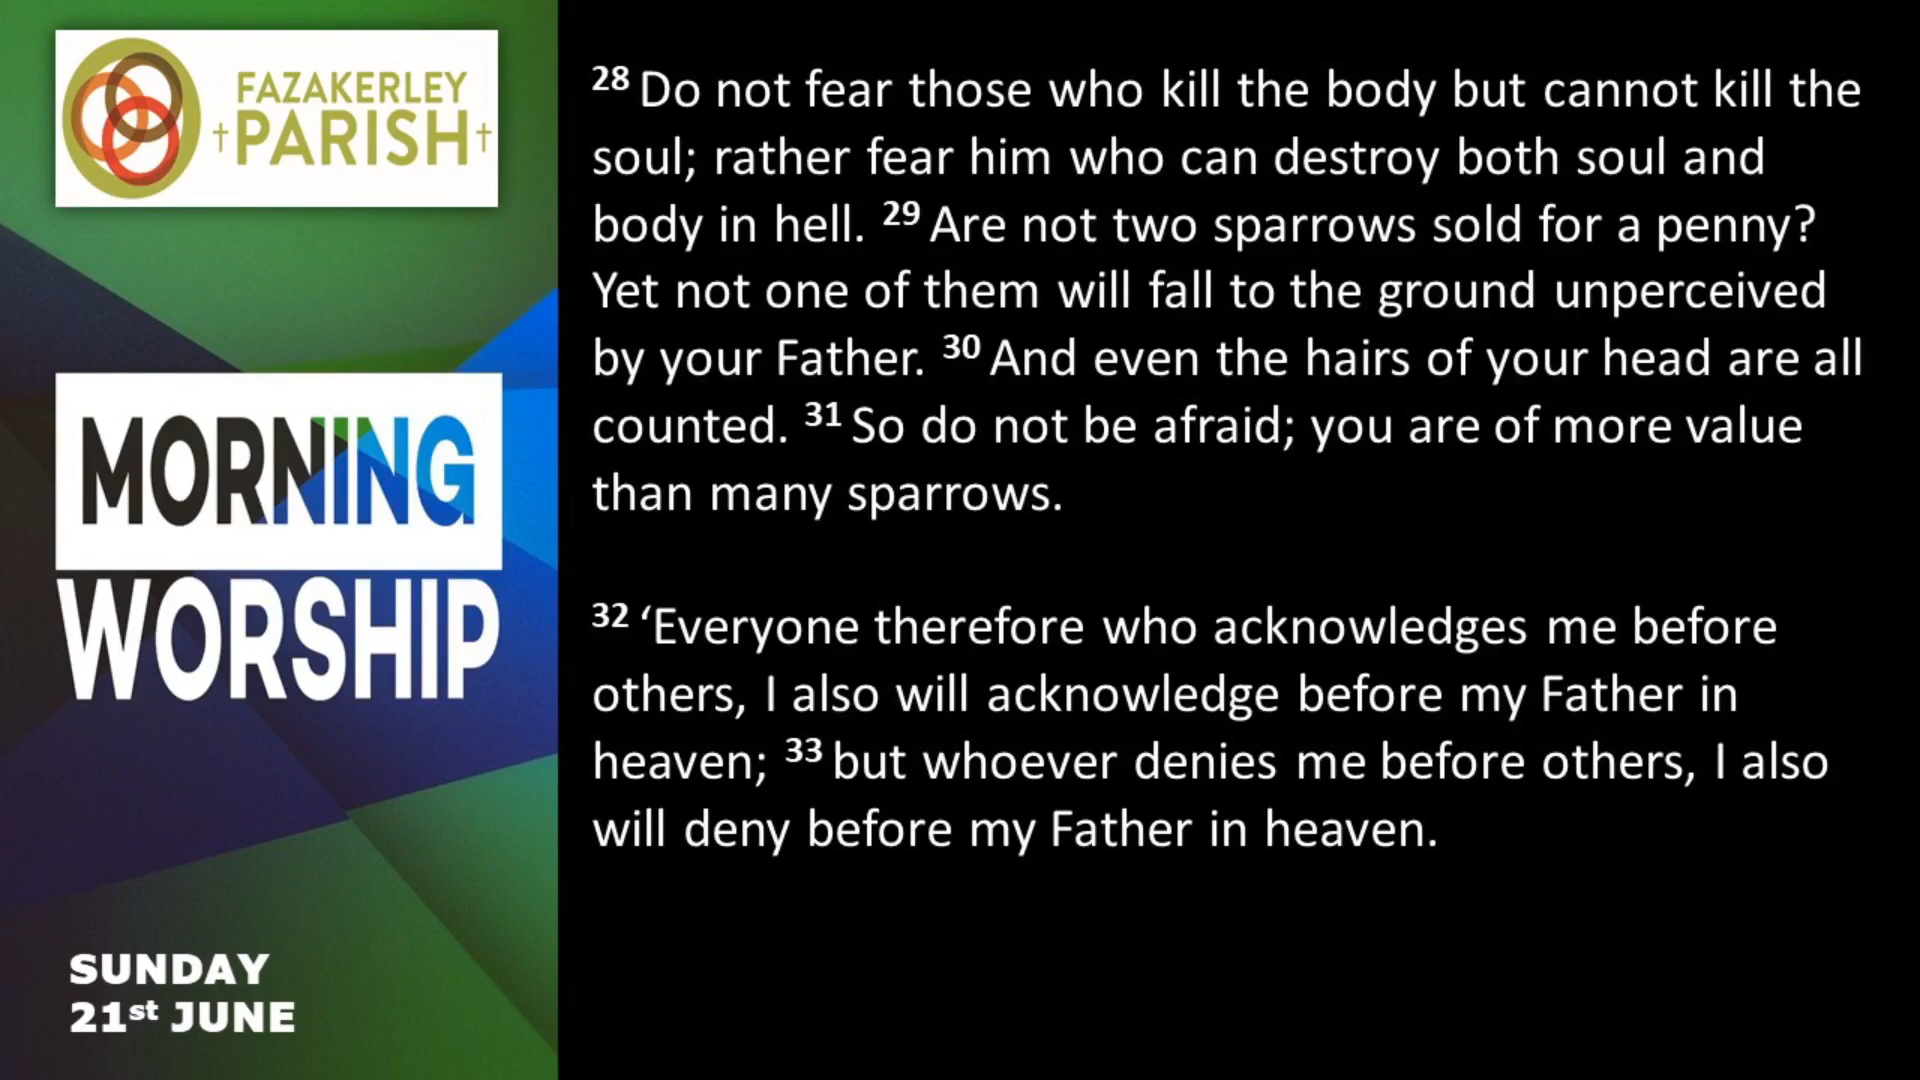 FAZAKERLEY
†PARISH†
MORNING
WORSHIP
SUNDAY
21st JUNE
28 Do not fear those who kill the body but cannot kill the
soul; rather fear him who can destroy both soul and
body in hell. 29 Are not two sparrows sold for a penny?
Yet not one of them will fall to the ground unperceived
by your Father. 30 And even the hairs of your head are all
counted. 31 So do not be afraid; you are of more value
than many sparrows.
32 ‘Everyone therefore who acknowledges me before
others, I also will acknowledge before my Father in
heaven; 33 but whoever denies me before others, I also
will deny before my Father in heaven.